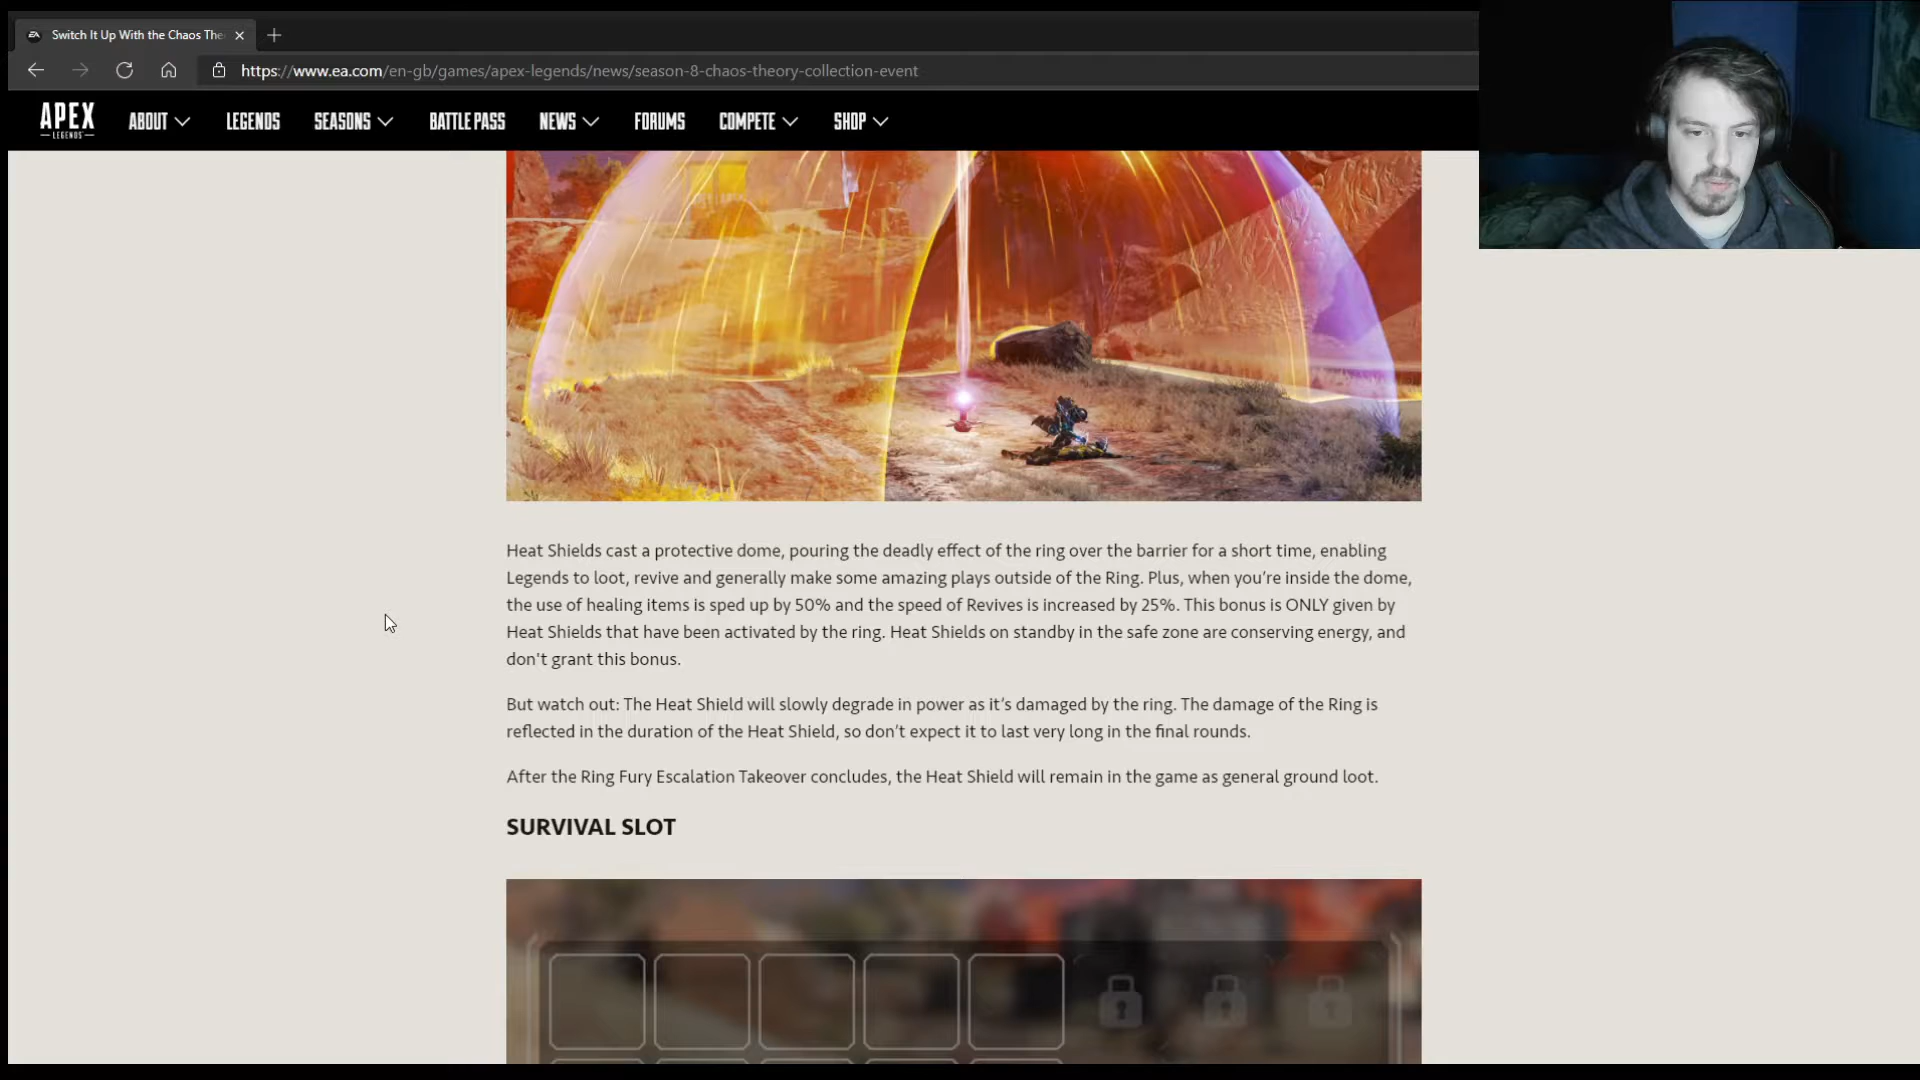 Switch It Up With the Chaos The
https://www.ea.com/en-gb/games/apex-legends/news/season-8-chaos-theory-collection-event
APEX
LEGENDS
ABOUT
LEGENDS
SEASONS
BATTLE PASS
NEWS
FORUMS
COMPETE
SHOP
Heat Shields cast a protective dome, pouring the deadly effect of the ring over the barrier for a short time, enabling
Legends to loot, revive and generally make some amazing plays outside of the Ring. Plus, when you’re inside the dome,
the use of healing items is sped up by 50% and the speed of Revives is increased by 25%. This bonus is ONLY given by
Heat Shields that have been activated by the ring. Heat Shields on standby in the safe zone are conserving energy, and
don't grant this bonus.
But watch out: The Heat Shield will slowly degrade in power as it’s damaged by the ring. The damage of the Ring is
reflected in the duration of the Heat Shield, so don’t expect it to last very long in the final rounds.
After the Ring Fury Escalation Takeover concludes, the Heat Shield will remain in the game as general ground loot.
SURVIVAL SLOT